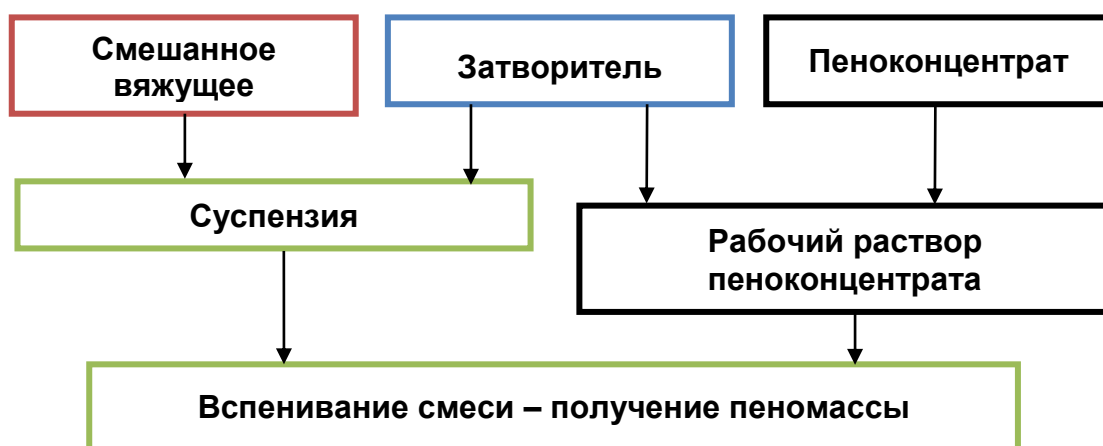 Смешанное
вяжущее
Затворитель
Пеноконцентрат
Суспензия
Рабочий раствор
пеноконцентрата
Вспенивание смеси – получение пеномассы